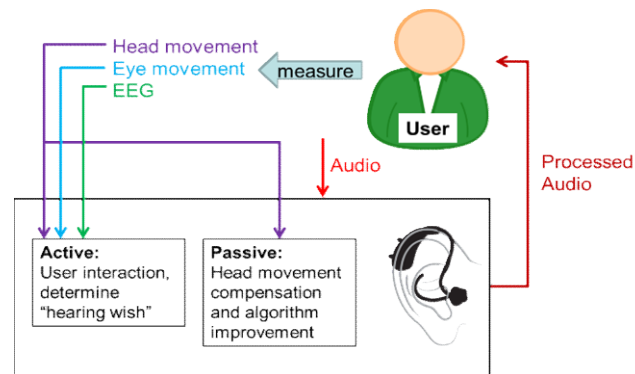 Head movement
Eye movement
EEG
measure
User
Audio
Processed
Audio
Active:
User interaction,
determine
“hearing wish”
Passive:
Head movement
compensation
and algorithm
improvement